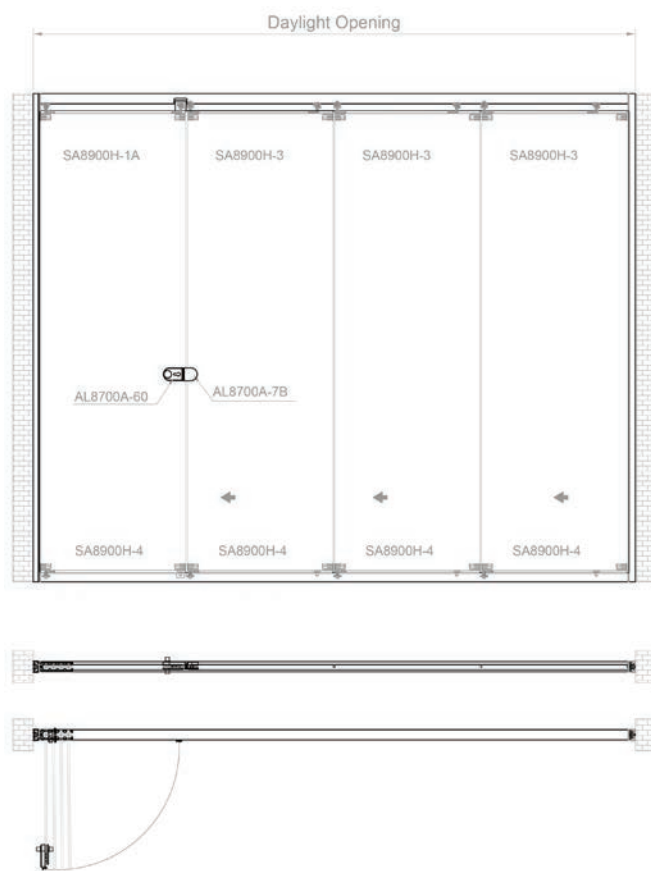 Daylight Opening
SA8900H-1A SA8900H-3 SA8900H-3 SA8900H-3
AL8700A-60 AL8700A-7B
SA8900H-4 SA8900H-4 SA8900H-4 SA8900H-4